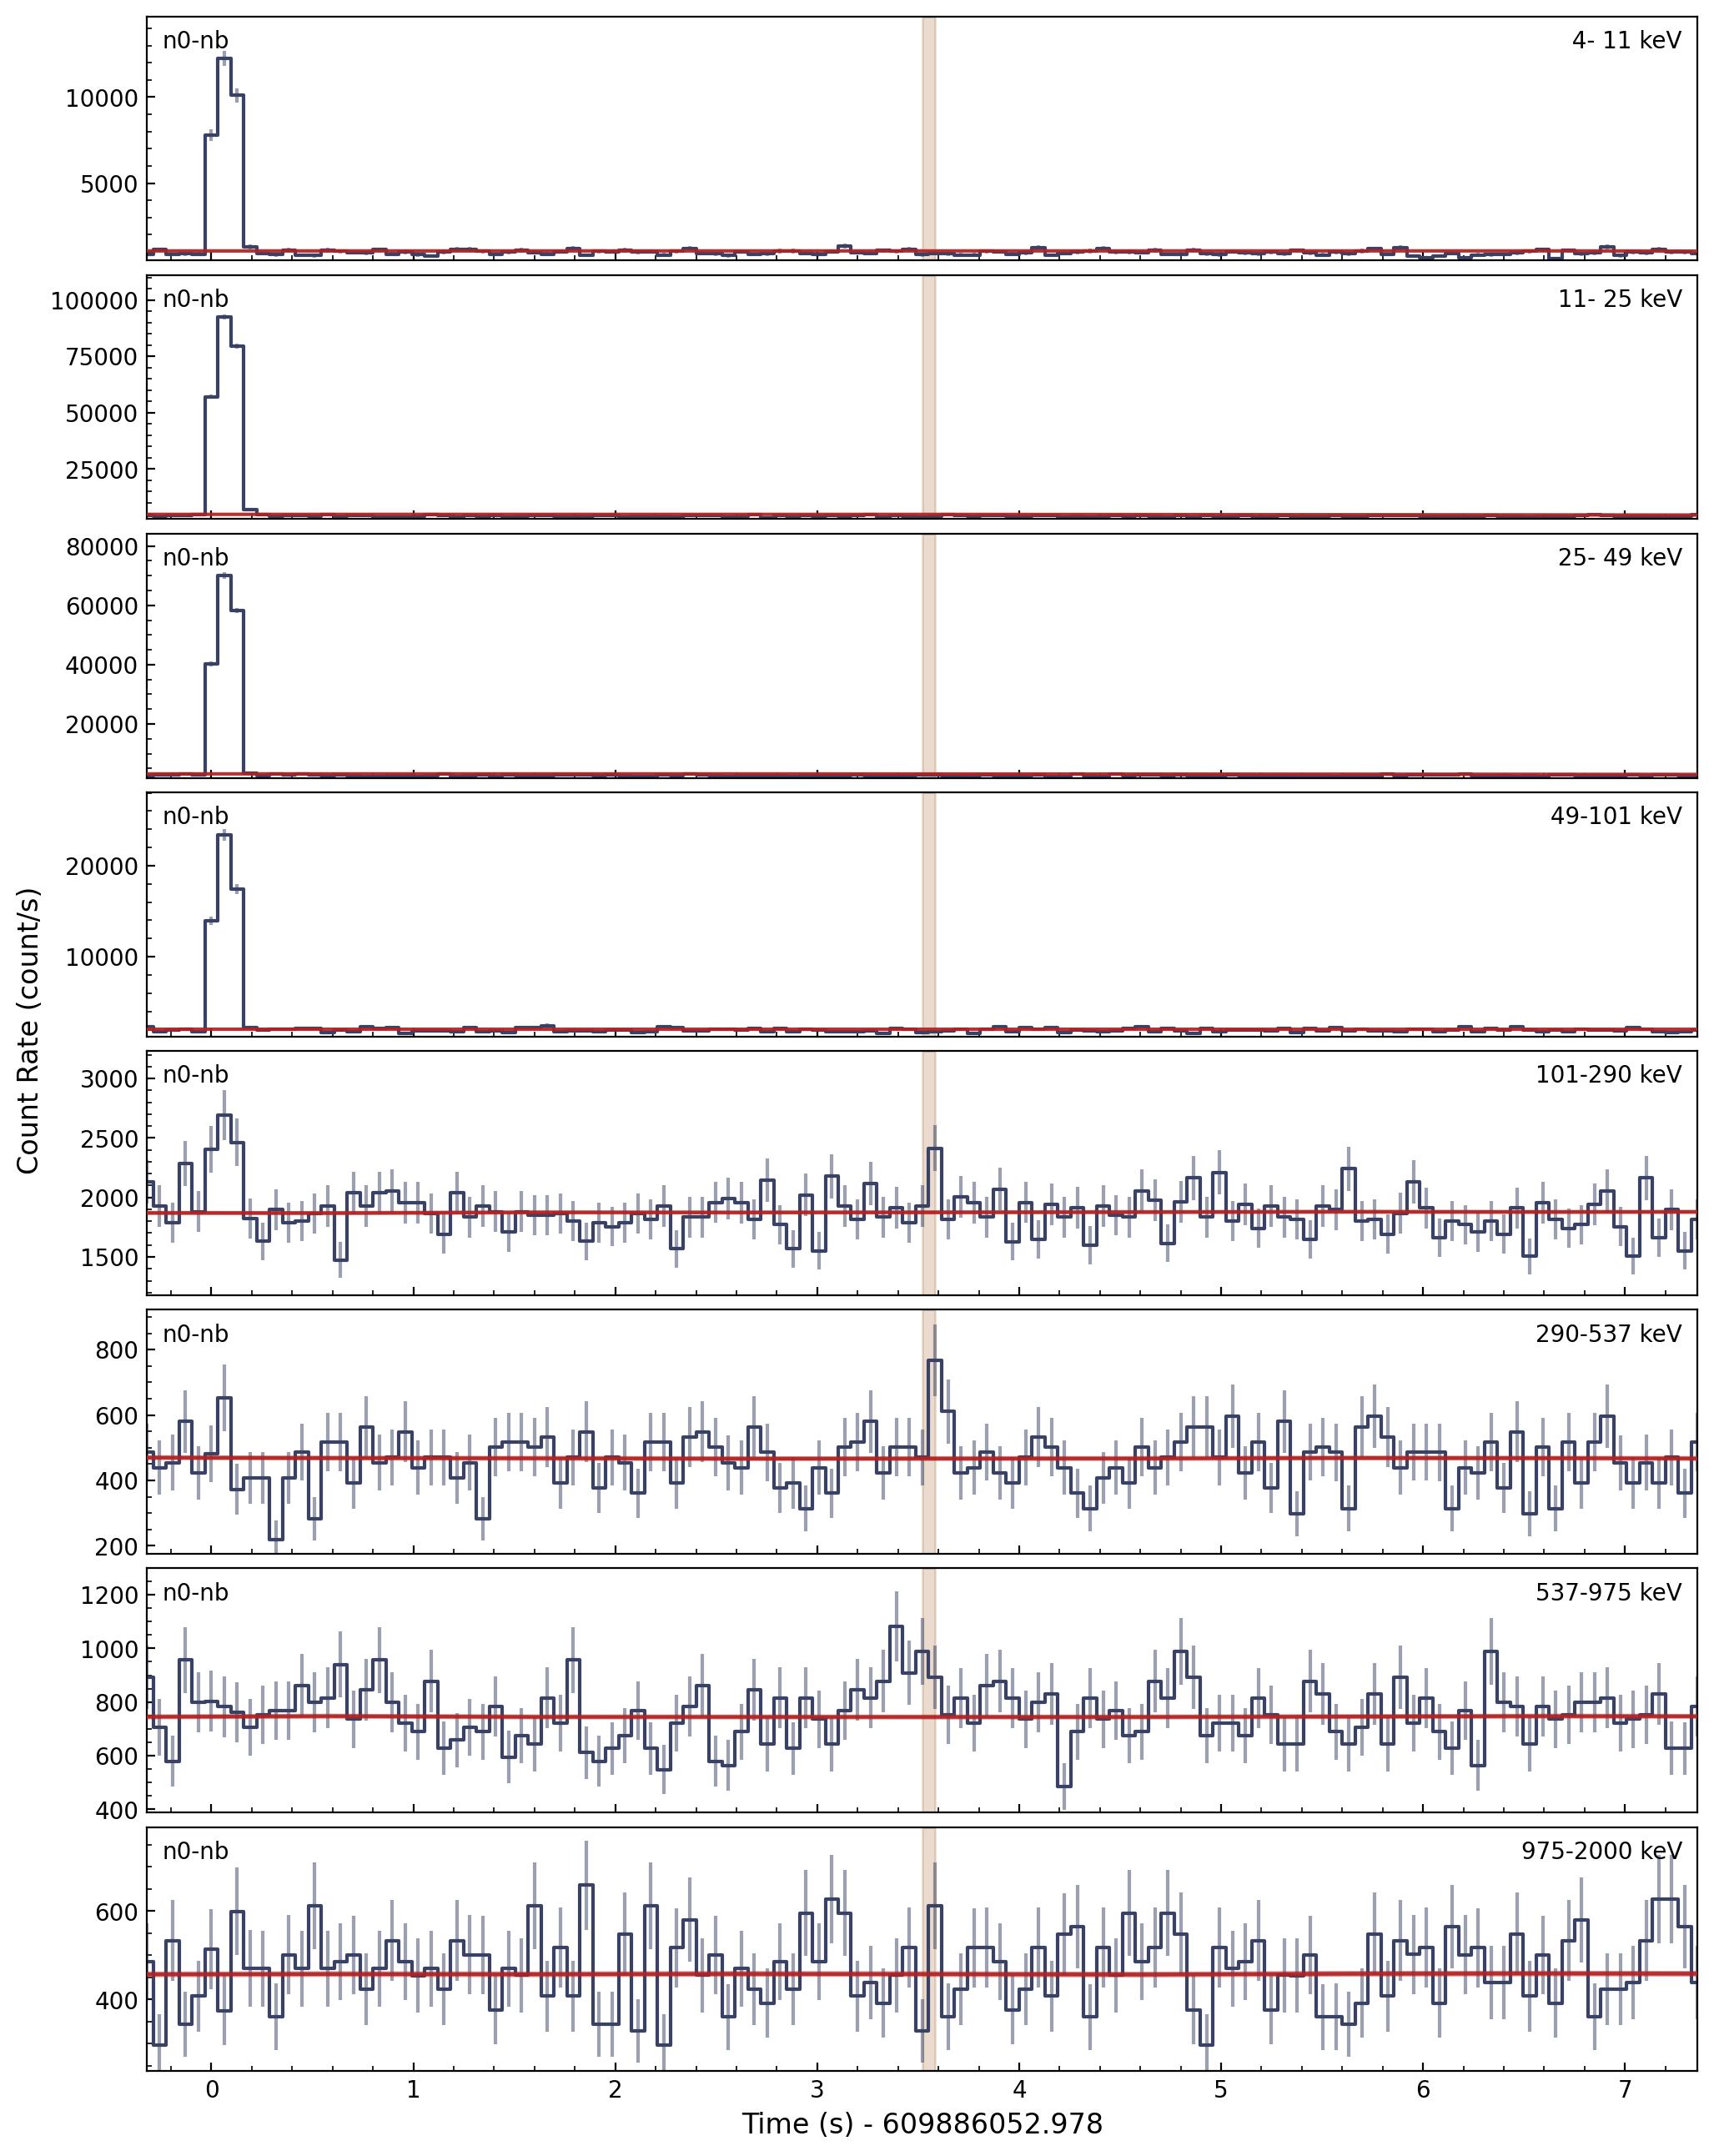 n0-nb 4- 11 keV
10000
5000
n0-nb 11- 25 keV
100000
75000
50000
25000
n0-nb 25- 49 keV
80000
60000
40000
20000
n0-nb 49-101 keV
20000
10000
Count Rate (count/s)
n0-nb 101-290 keV
3000
2500
2000
1500
n0-nb 290-537 keV
800
600
400
200
n0-nb 537-975 keV
1200
1000
800
600
400
n0-nb 975-2000 keV
600
400
0 1 2 3 4 5 6 7
Time (s) - 609886052.978